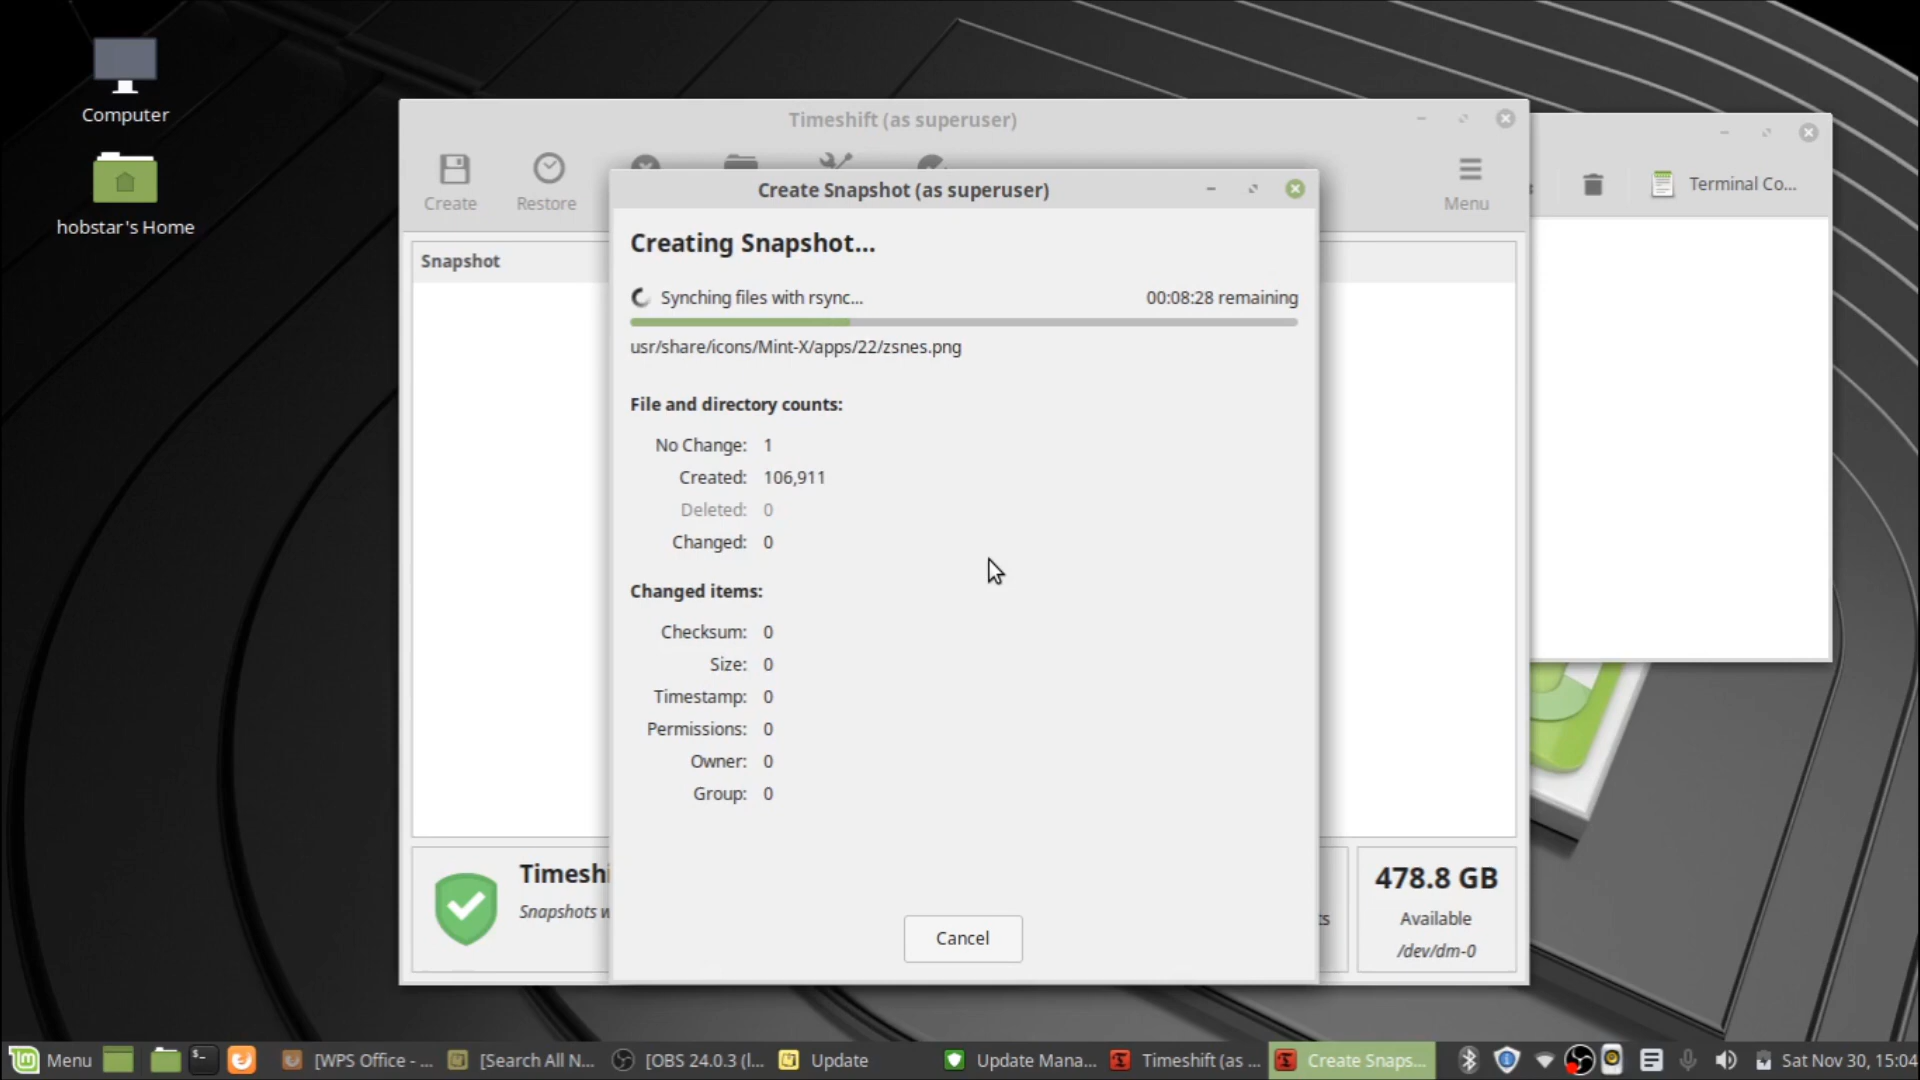 Computer
hobstar's Home
Timeshift (as superuser)
Create
Restore
Menu
Terminal Co...
Create Snapshot (as superuser)
Snapshot
Creating Snapshot...
Synching files with rsync... 00:08:28 remaining
usr/share/icons/Mint-X/apps/22/zsnes.png
File and directory counts:
No Change: 1
Created: 106,911
Deleted: 0
Changed: 0
Changed items:
Checksum: 0
Size: 0
Timestamp: 0
Permissions: 0
Owner: 0
Group: 0
Cancel
Timeshi
Snapshots w
ts
478.8 GB
Available
/dev/dm-0
Menu
[WPS Office - ...
[Search All N...
[OBS 24.0.3 (l...
Update
Update Mana...
Timeshift (as ...
Create Snaps...
Sat Nov 30, 15:04